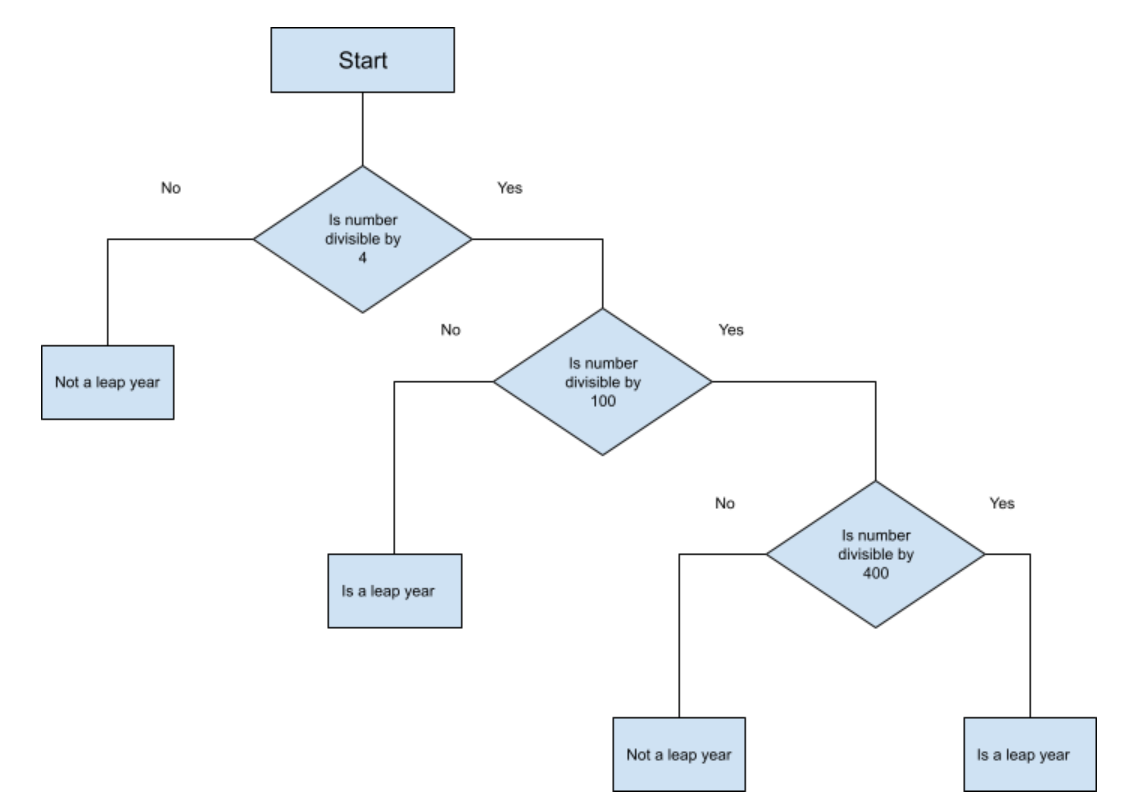 Start
No
Yes
Is number
divisible by
4
No
Yes
Not a leap year
Is number
divisible by
100
No
Yes
Is number
divisible by
400
Is a leap year
Not a leap year
Is a leap year